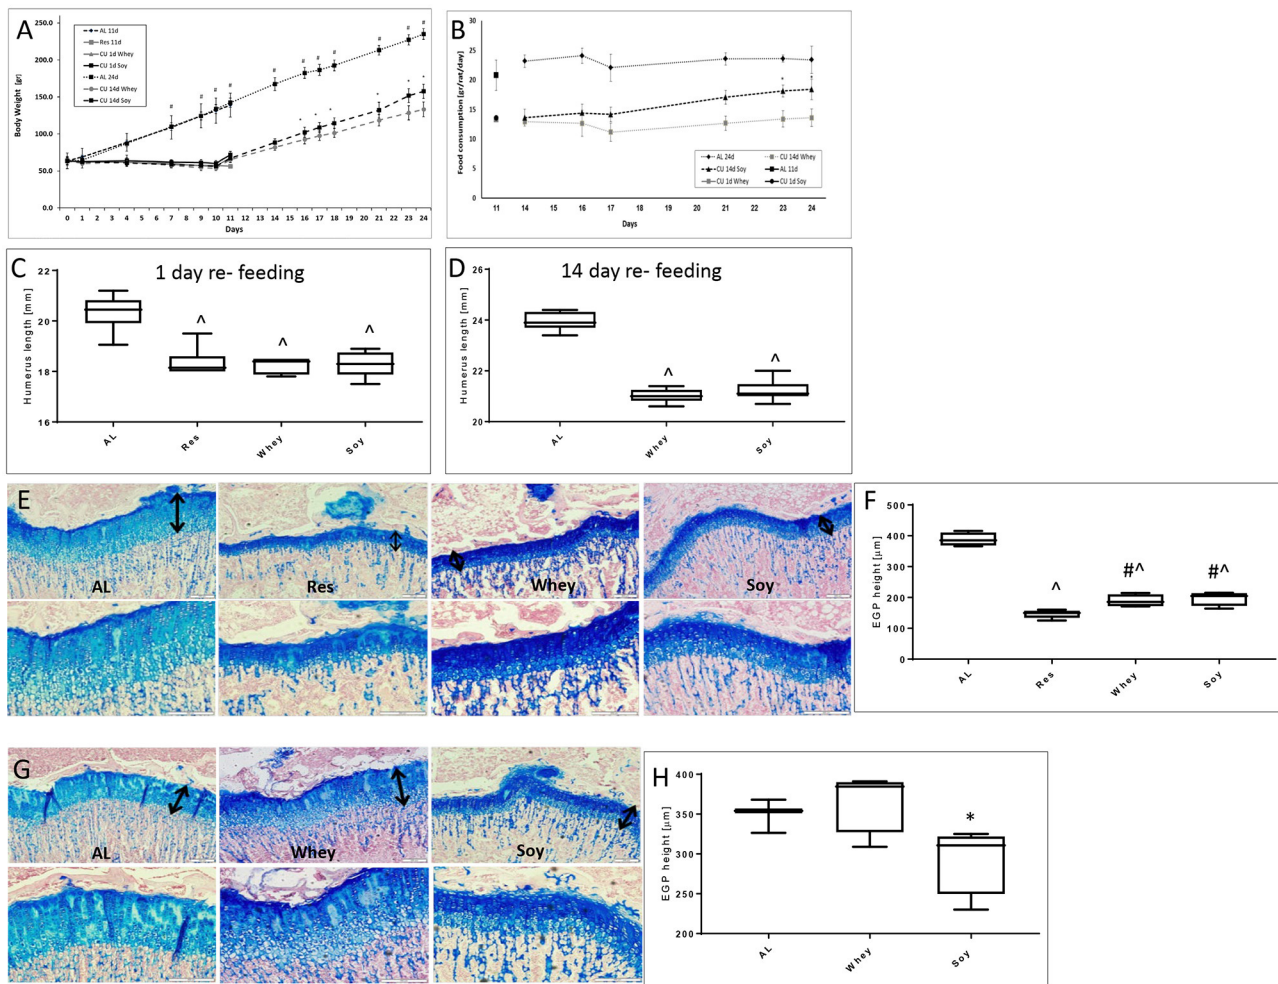 A
Body Weight [gr]
250.0
200.0
150.0
100.0
50.0
0.0
AL 11d
Res 11d
CU 1d Whey
CU 1d Soy
AL 24d
CU 14d Whey
CU 14d Soy
# # # # # # # # # # #
* * * * *
0 1 2 3 4 5 6 7 8 9 10 11 12 13 14 15 16 17 18 19 20 21 22 23 24
Days
B
Food consumption [gr/rat/day]
30
25
20
15
10
5
0
*
AL 24d
CU 14d Whey
CU 14d Soy
AL 11d
CU 1d Whey
CU 1d Soy
11 14 15 16 17 18 19 20 21 22 23 24
Days
C
1 day re- feeding
Humerus length [mm]
22
20
18
16
^ ^ ^
AL Res Whey Soy
D
14 day re- feeding
Humerus length [mm]
26
24
22
20
^ ^
AL Whey Soy
E
AL
Res
Whey
Soy
F
EGP height [μm]
500
400
300
200
100
0
^ #^ #^
AL Res Whey Soy
G
AL
Whey
Soy
H
EGP height [μm]
400
350
300
250
200
*
AL Whey Soy